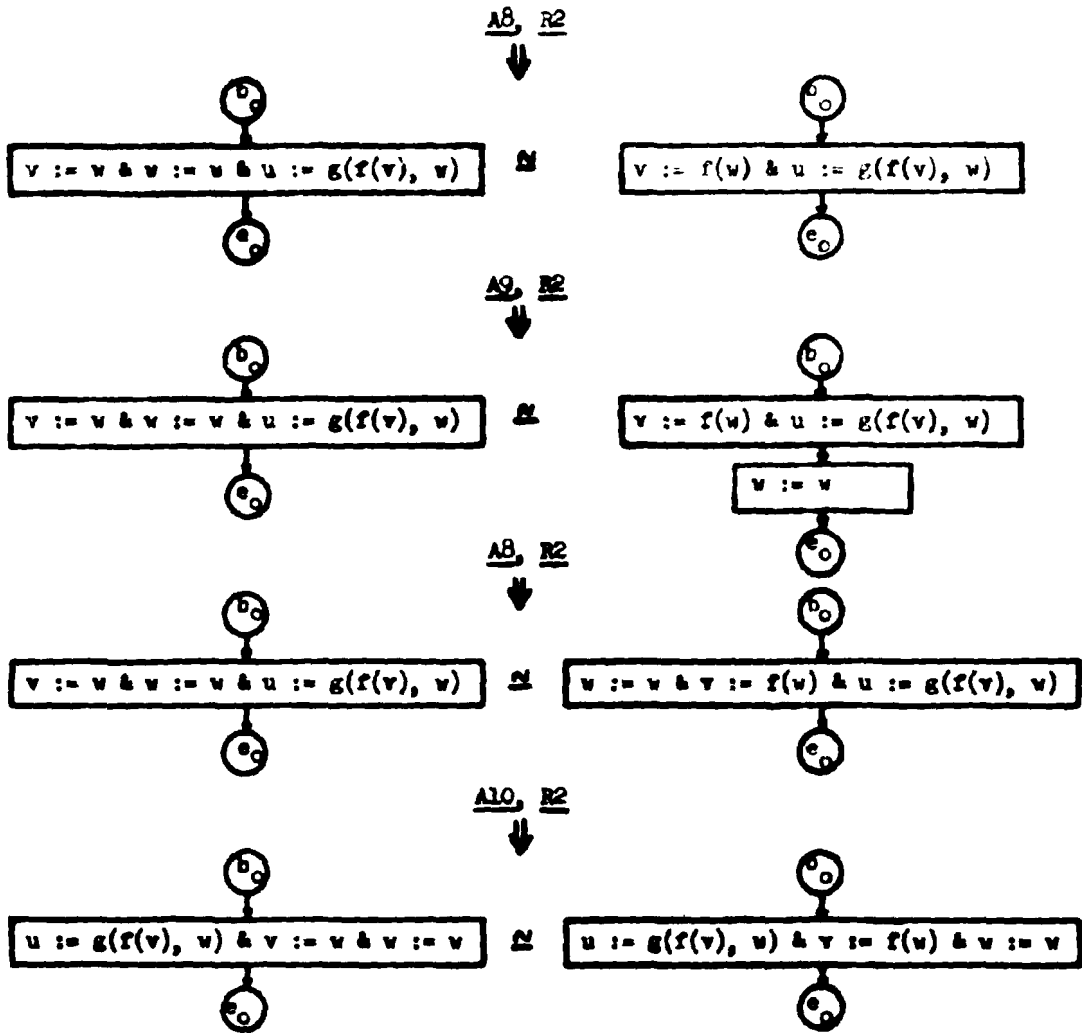 A8, R2
b₀ b₀
v := w & w := w & u := g(f(v), w) ≃ v := f(w) & u := g(f(v), w)
e₀ e₀
A9, R2
b₀ b₀
v := w & w := w & u := g(f(v), w) ≃ v := f(w) & u := g(f(v), w)
w := w
e₀
e₀
A8, R2
b₀ b₀
v := w & w := w & u := g(f(v), w) ≃ w := w & v := f(w) & u := g(f(v), w)
e₀ e₀
A10, R2
b₀ b₀
u := g(f(v), w) & v := w & w := w ≃ u := g(f(v), w) & v := f(w) & w := w
e₀ e₀